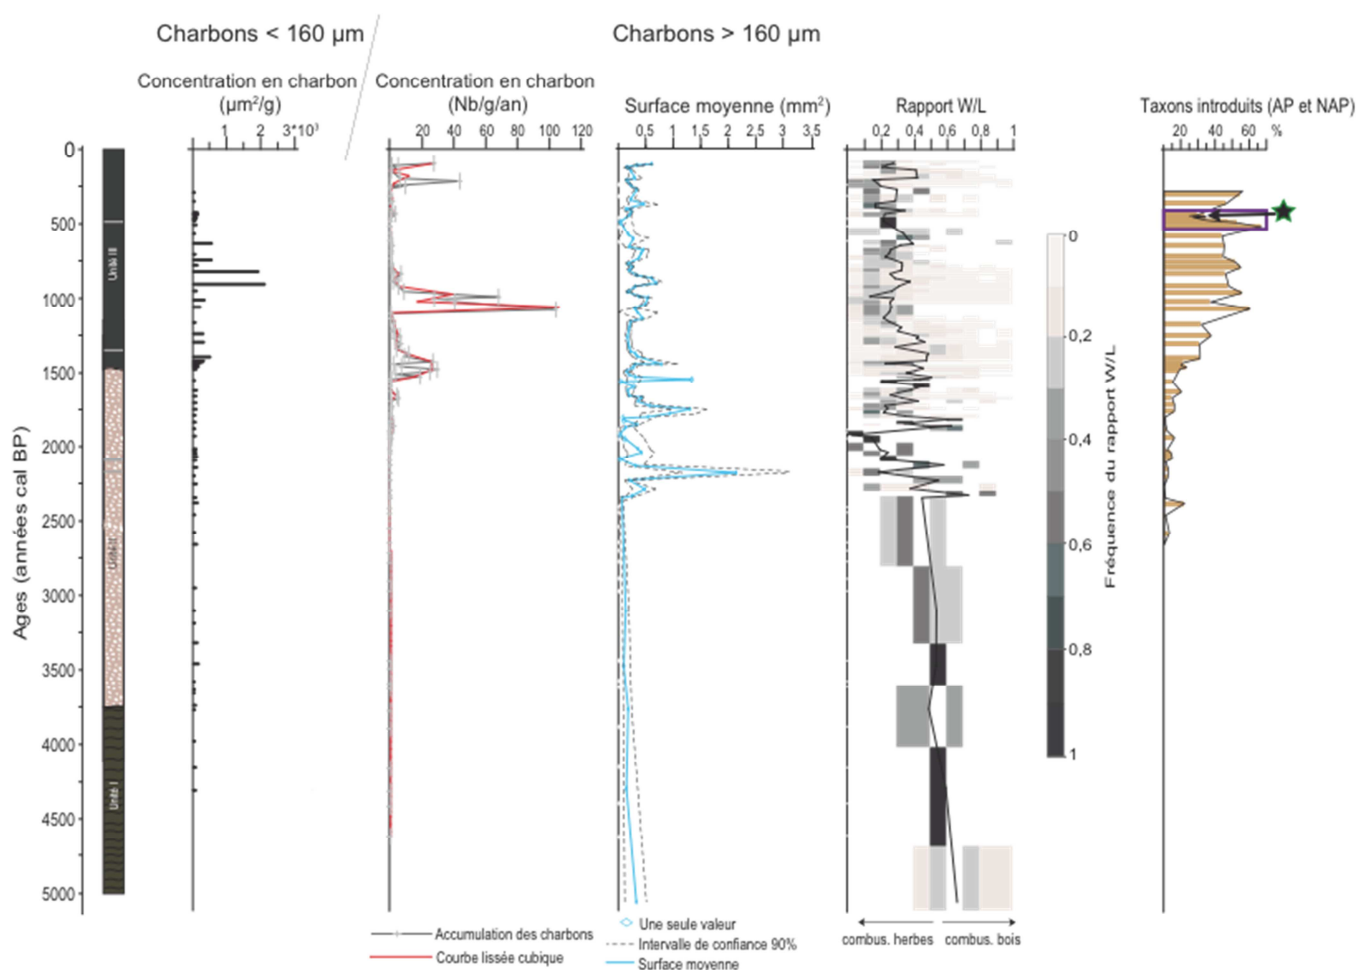 Charbons < 160 µm
Charbons > 160 µm
Concentration en charbon
(µm²/g)
Concentration en charbon
(Nb/g/an)
Surface moyenne (mm²)
Rapport W/L
Taxons introduits (AP et NAP)
1 2 3*10³
20 40 60 80 100 120
0,5 1 1,5 2 2,5 3 3,5
0,2 0,4 0,6 0,8 1
20 40 60 %
0
500
1000
1500
2000
2500
3000
3500
4000
4500
5000
Ages (années cal BP)
Unité III
Unité II
Unité I
0
0,2
0,4
0,6
0,8
1
Fréquence du rapport W/L
Accumulation des charbons
Courbe lissée cubique
Une seule valeur
Intervalle de confiance 90%
Surface moyenne
combus. herbes combus. bois